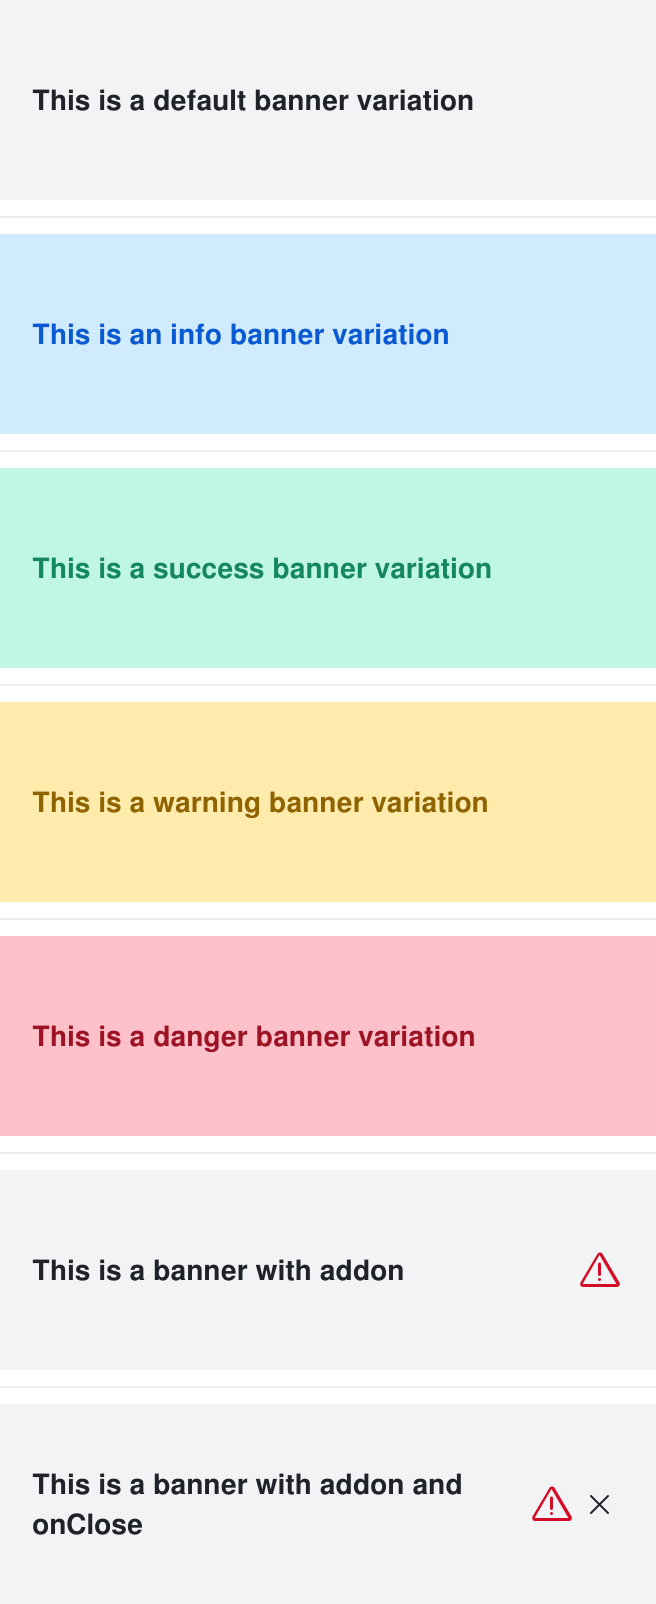 This is a default banner variation
This is an info banner variation
This is a success banner variation
This is a warning banner variation
This is a danger banner variation
This is a banner with addon
This is a banner with addon and
onClose